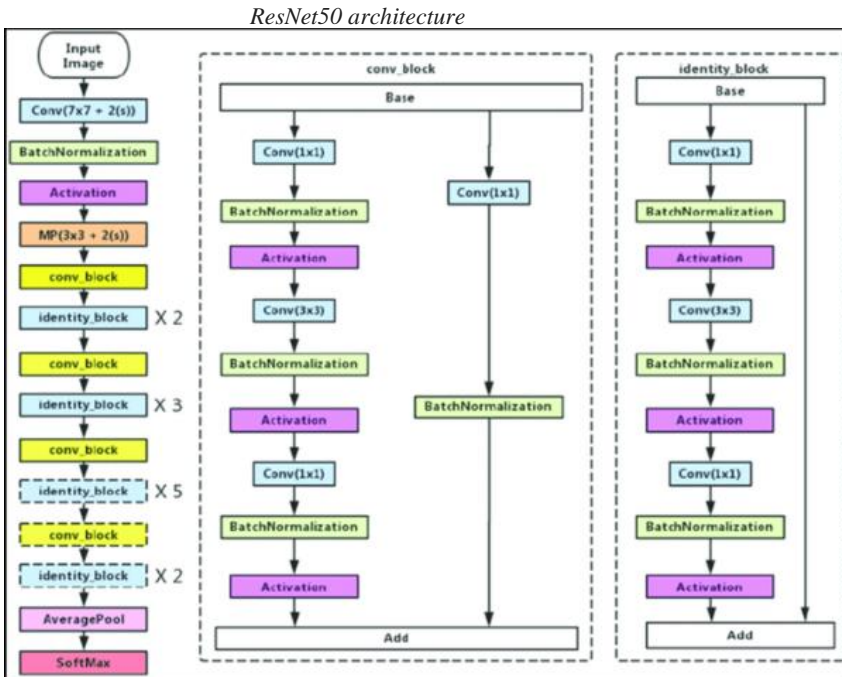 ResNet50 architecture
Input
Image
Conv(7x7 + 2(s))
BatchNormalization
Activation
MP(3x3 + 2(s))
conv_block
identity_block X 2
conv_block
identity_block X 3
conv_block
identity_block X 5
conv_block
identity_block X 2
AveragePool
SoftMax
conv_block
Base
Conv(1x1)
Conv(1x1)
BatchNormalization
Activation
Conv(3x3)
BatchNormalization
BatchNormalization
Activation
Conv(1x1)
BatchNormalization
Activation
Add
identity_block
Base
Conv(1x1)
BatchNormalization
Activation
Conv(3x3)
BatchNormalization
Activation
Conv(1x1)
BatchNormalization
Activation
Add